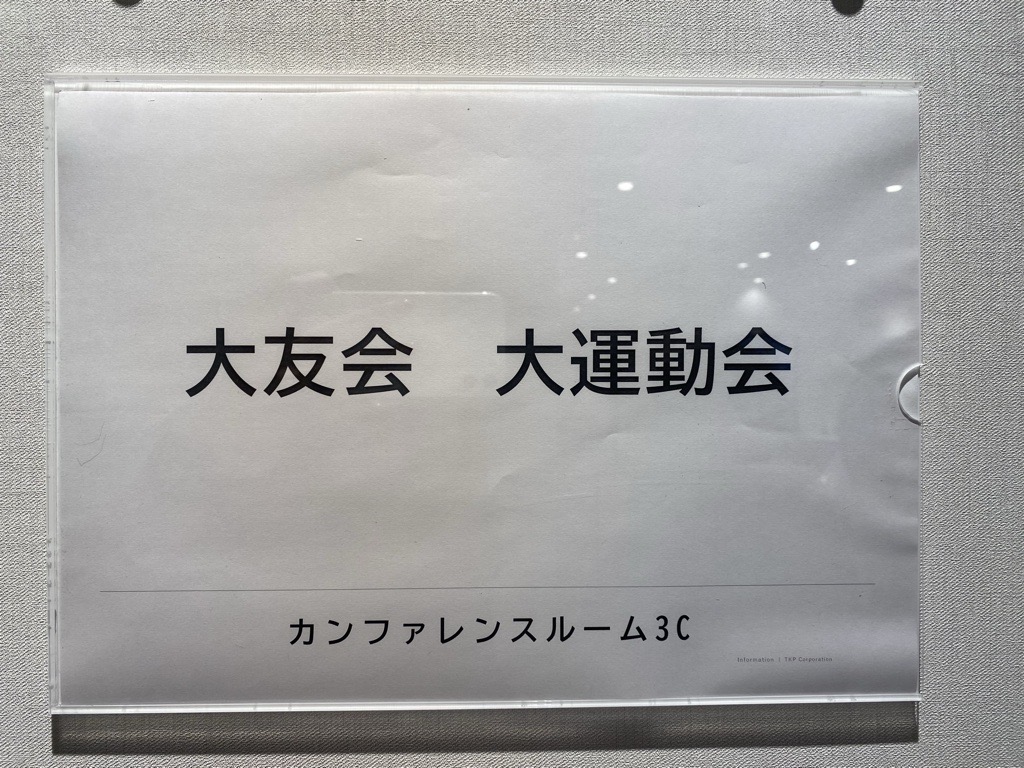 大友会　大運動会
カンファレンスルーム3C
Information | TKP Corporation